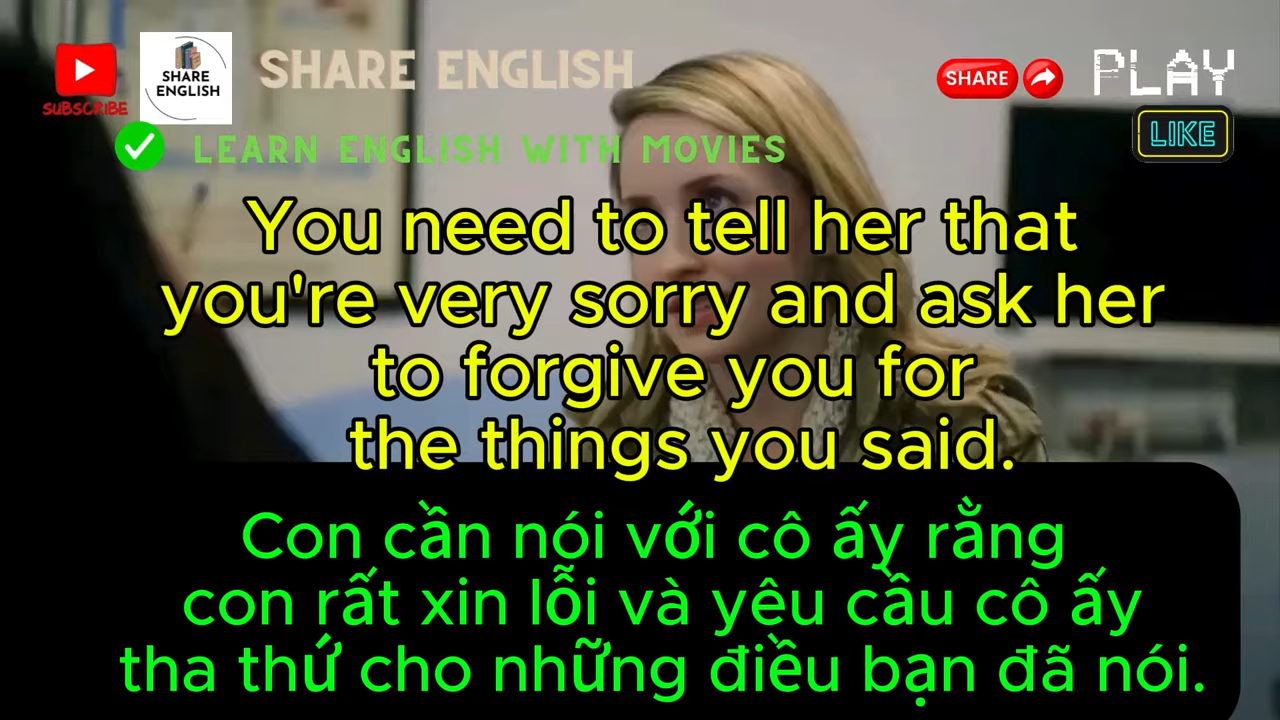 SUBSCRIBE
SHARE
ENGLISH
SHARE ENGLISH
SHARE
PLAY
LIKE
LEARN ENGLISH WITH MOVIES
You need to tell her that
you're very sorry and ask her
to forgive you for
the things you said.
Con cần nói với cô ấy rằng
con rất xin lỗi và yêu cầu cô ấy
tha thứ cho những điều bạn đã nói.